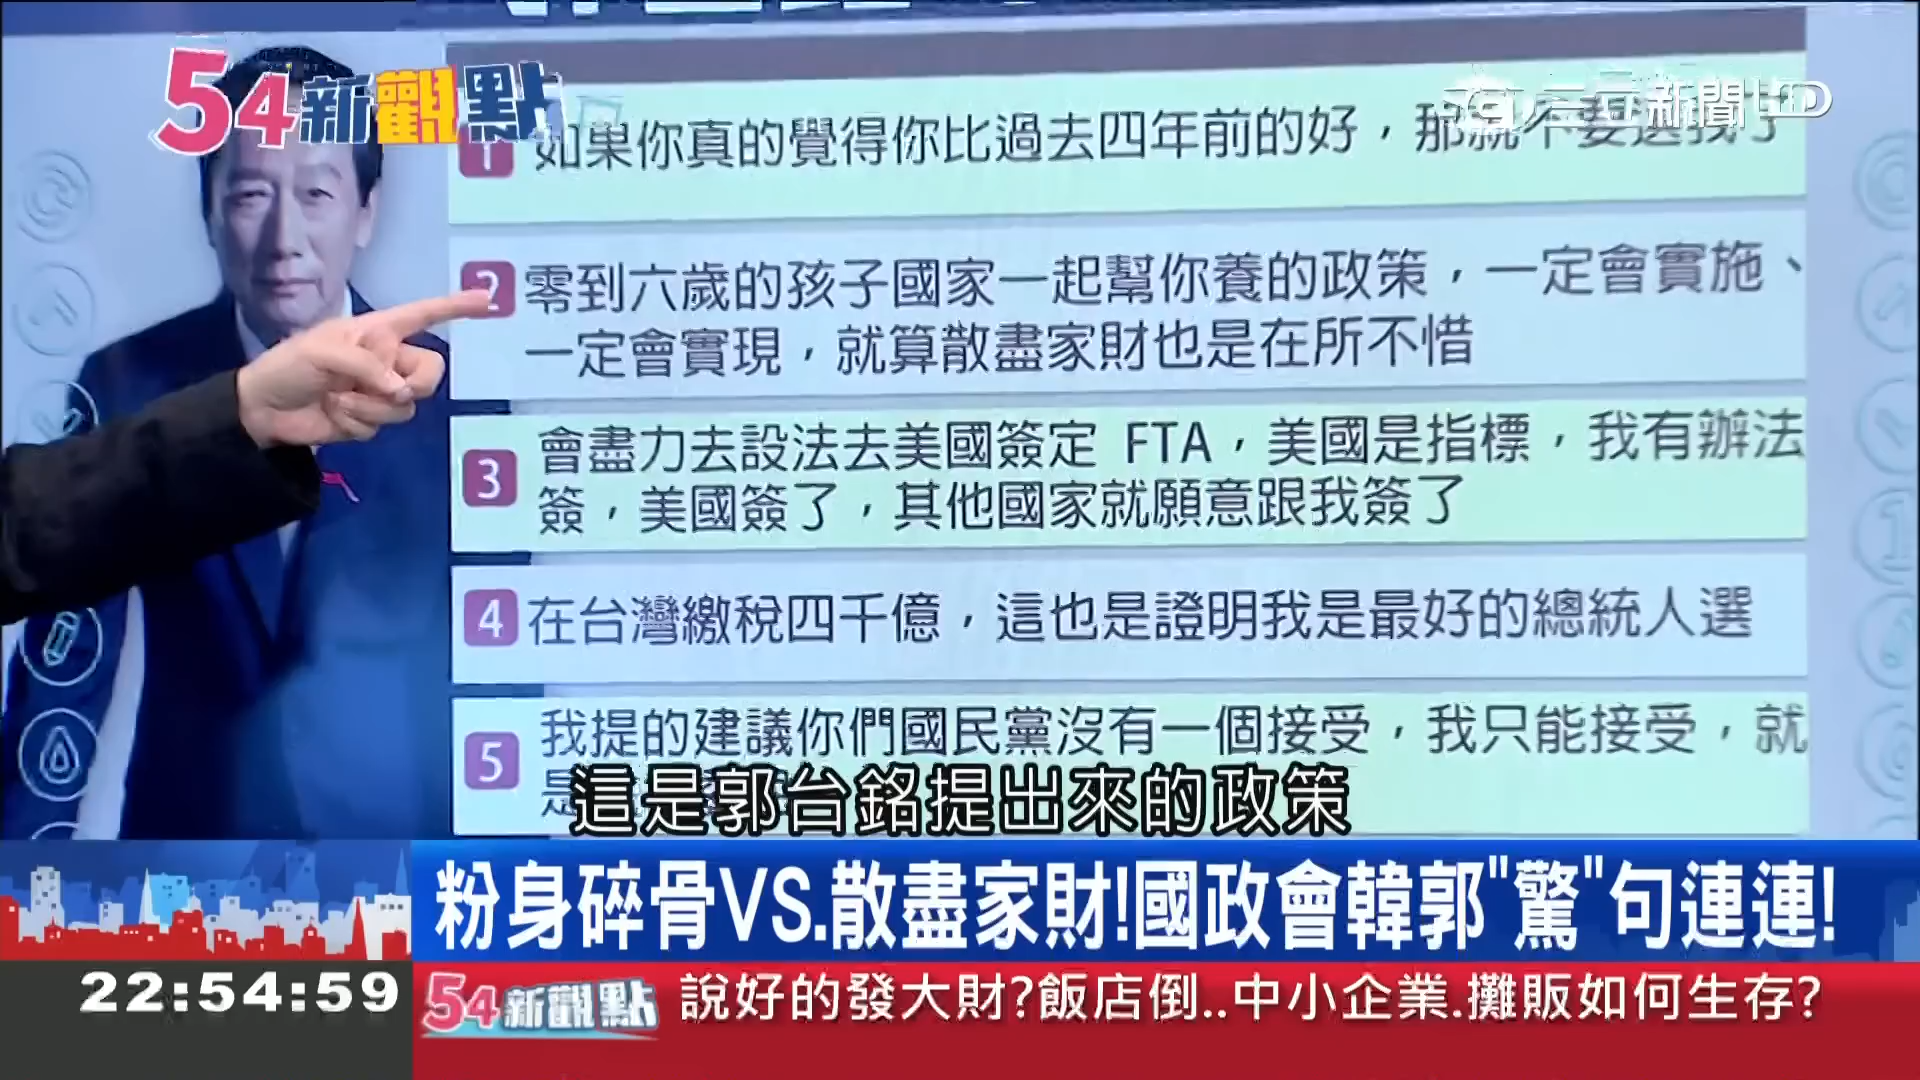 54新觀點
三立新聞HD
1 如果你真的覺得你比過去四年前的好，那就不要選我了
2 零到六歲的孩子國家一起幫你養的政策，一定會實施、
一定會實現，就算散盡家財也是在所不惜
3 會盡力去設法去美國簽定 FTA，美國是指標，我有辦法
簽，美國簽了，其他國家就願意跟我簽了
4 在台灣繳稅四千億，這也是證明我是最好的總統人選
5 我提的建議你們國民黨沒有一個接受，我只能接受，就
是
這是郭台銘提出來的政策
粉身碎骨VS.散盡家財!國政會韓郭"驚"句連連!
22:54:59
54新觀點
說好的發大財?飯店倒..中小企業.攤販如何生存?